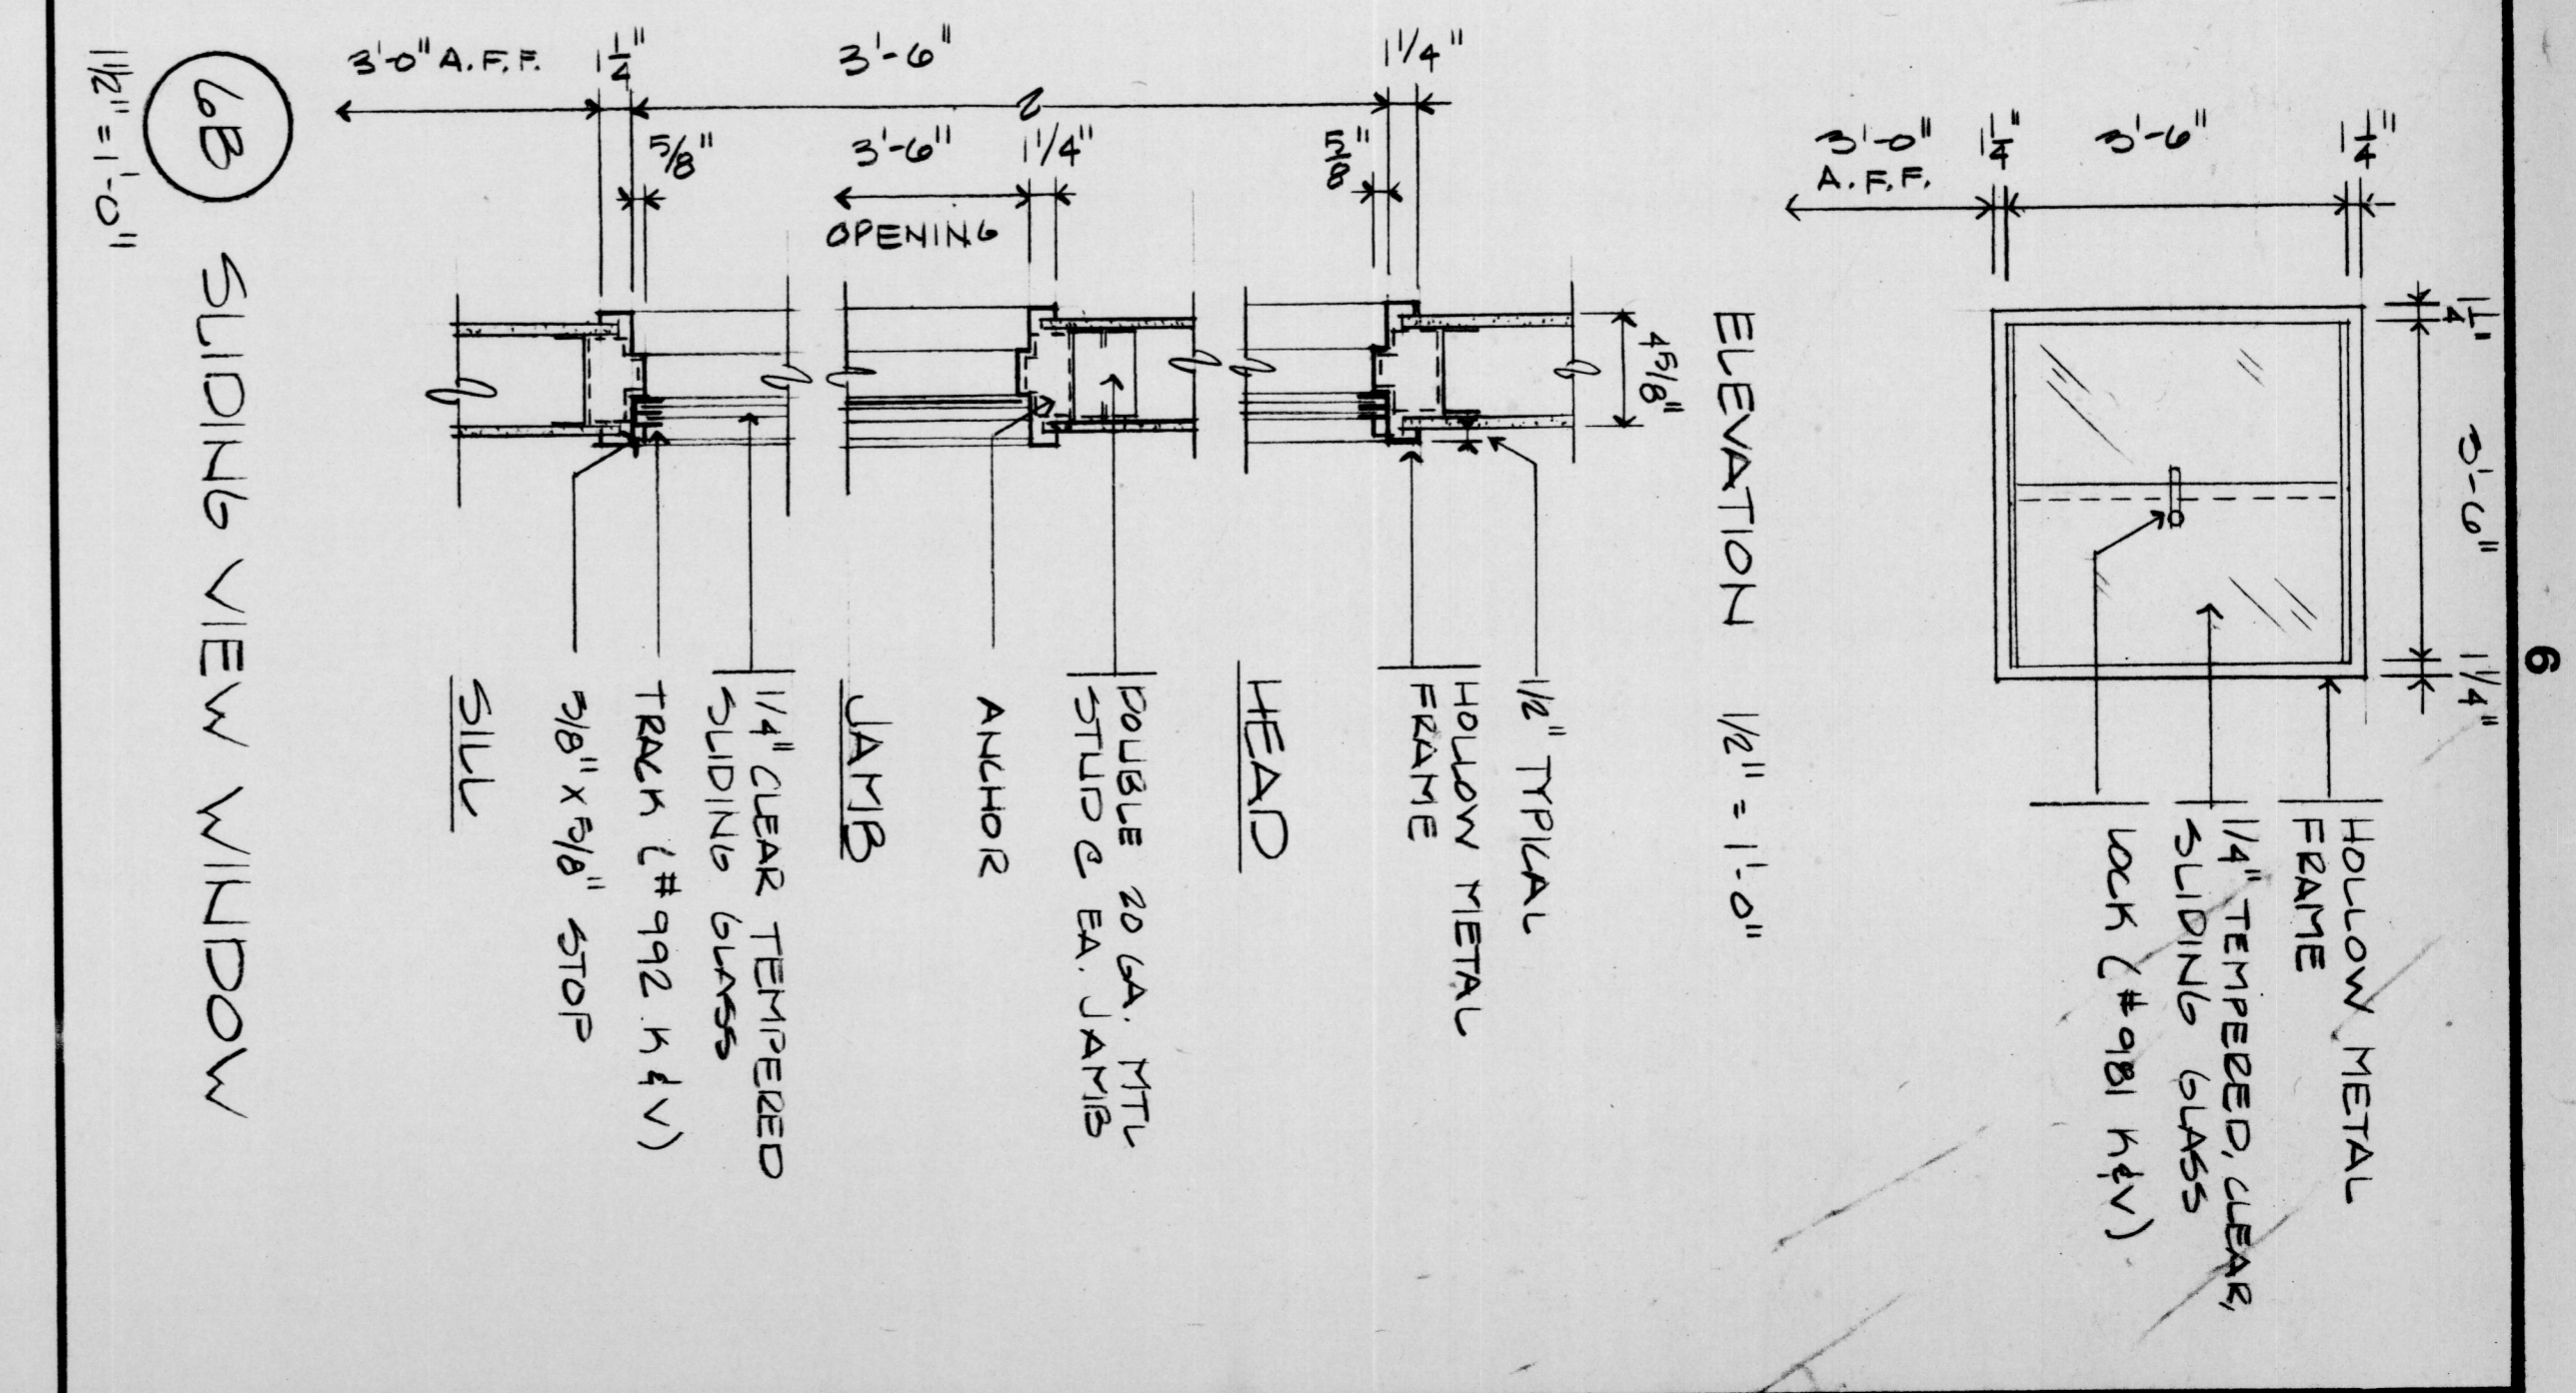 6
1 1/4"
3'-6"
1 1/4"
1 1/4"
3'-6"
1 1/4"
3'-0"
A.F.F.
HOLLOW METAL
FRAME
1/4" TEMPERED, CLEAR,
SLIDING GLASS
LOCK (#981 K&V)
ELEVATION 1/2" = 1'-0"
4 5/8"
1 1/4"
5/8"
1/2" TYPICAL
HOLLOW METAL
FRAME
HEAD
3'-6"
3'-6"
OPENING
1 1/4"
DOUBLE 20 GA. MTL
STUD @ EA. JAMB
ANCHOR
JAMB
5/8"
1 1/4"
3'-0" A.F.F.
1/4" CLEAR TEMPERED
SLIDING GLASS
TRACK (#992 K&V)
3/8" x 5/8" STOP
SILL
6B SLIDING VIEW WINDOW